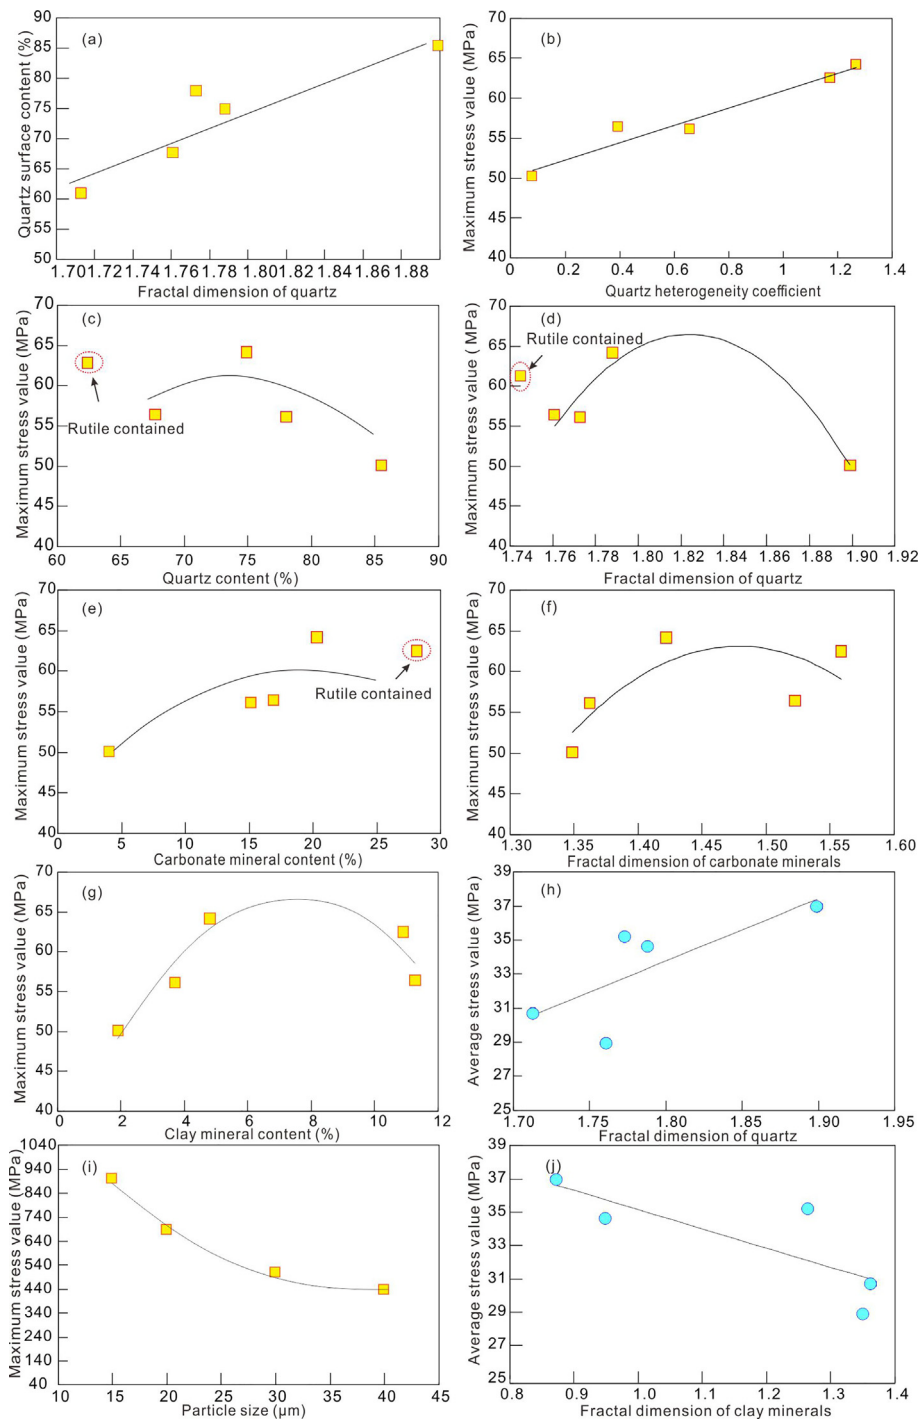 (a)
Quartz surface content (%)
90
85
80
75
70
65
60
55
50
1.70 1.72 1.74 1.76 1.78 1.80 1.82 1.84 1.86 1.88
Fractal dimension of quartz
(b)
Maximum stress value (MPa)
70
65
60
55
50
45
40
0 0.2 0.4 0.6 0.8 1.0 1.2 1.4
Quartz heterogeneity coefficient
(c)
Maximum stress value (MPa)
70
65
60
55
50
45
40
Rutile contained
60 65 70 75 80 85 90
Quartz content (%)
(d)
Maximum stress value ( MPa)
70
65
60
55
50
45
40
Rutile contained
1.74 1.76 1.78 1.80 1.82 1.84 1.86 1.88 1.90 1.92
Fractal dimension of quartz
(e)
Maximum stress value (MPa)
70
65
60
55
50
45
40
Rutile contained
0 5 10 15 20 25 30
Carbonate mineral content (%)
(f)
Maximum stress value (MPa)
70
65
60
55
50
45
40
1.30 1.35 1.40 1.45 1.50 1.55 1.60
Fractal dimension of carbonate minerals
(g)
Maximum stress value (MPa)
70
65
60
55
50
45
40
0 2 4 6 8 10 12
Clay mineral content (%)
(h)
Average stress value (MPa)
39
37
35
33
31
29
27
25
1.70 1.75 1.80 1.85 1.90 1.95
Fractal dimension of quartz
(i)
Maximum stress value (MPa)
1040
940
840
740
640
540
440
340
240
140
40
10 15 20 25 30 35 40 45
Particle size (μm)
(j)
Average stress value (MPa)
39
37
35
33
31
29
27
25
0.8 0.9 1.0 1.1 1.2 1.3 1.4
Fractal dimension of clay minerals